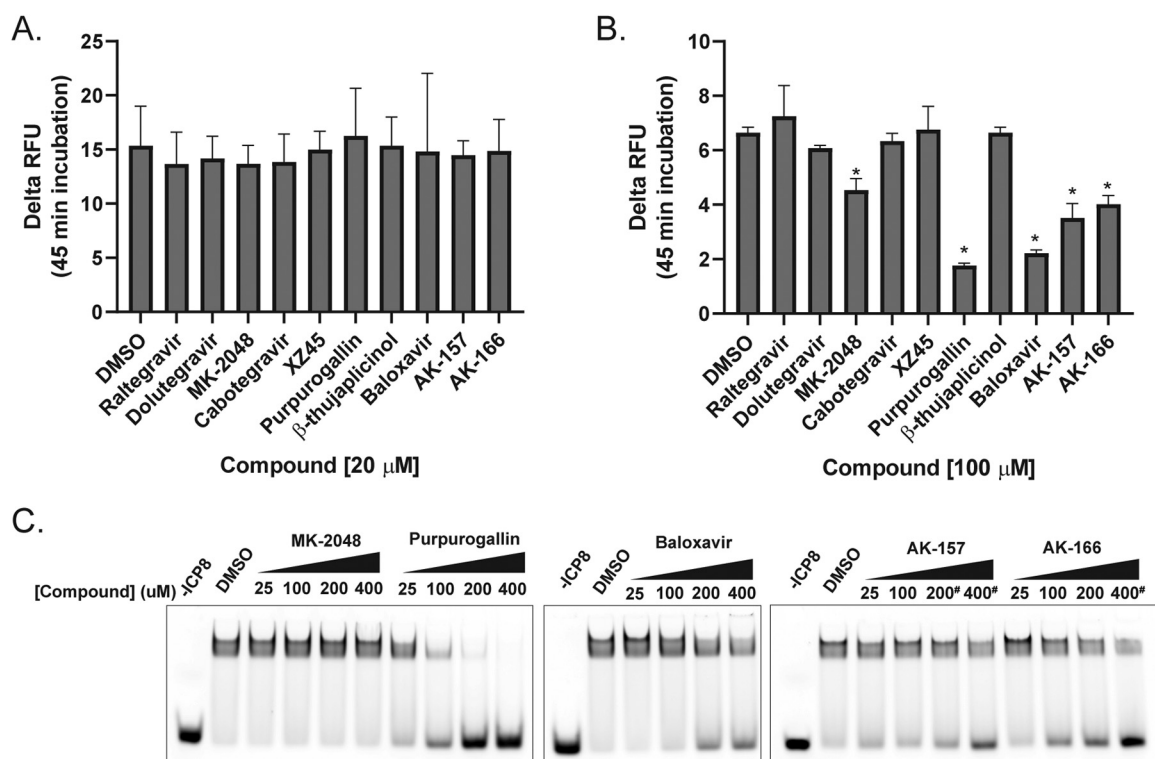 A.
Delta RFU
(45 min incubation)
25
20
15
10
5
0
DMSO
Raltegravir
Dolutegravir
MK-2048
Cabotegravir
XZ45
Purpurogallin
β-thujaplicinol
Baloxavir
AK-157
AK-166
Compound [20 μM]
B.
Delta RFU
(45 min incubation)
10
8
6
4
2
0
*
*
*
*
*
DMSO
Raltegravir
Dolutegravir
MK-2048
Cabotegravir
XZ45
Purpurogallin
β-thujaplicinol
Baloxavir
AK-157
AK-166
Compound [100 μM]
C.
-ICP8 DMSO MK-2048 Purpurogallin
[Compound] (uM) 25 100 200 400 25 100 200 400
-ICP8 DMSO Baloxavir
25 100 200 400
-ICP8 DMSO AK-157 AK-166
25 100 200# 400# 25 100 200 400#